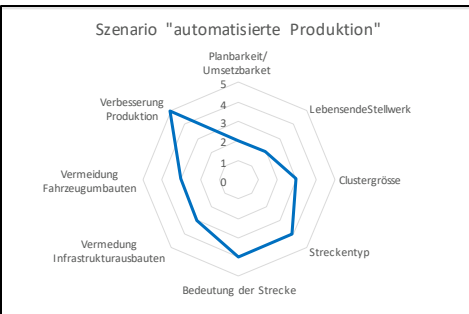 Szenario "automatisierte Produktion"
Planbarkeit/
Umsetzbarket
LebensendeStellwerk
Clustergrösse
Streckentyp
Bedeutung der Strecke
Vermedung
Infrastrukturausbauten
Vermeidung
Fahrzeugumbauten
Verbesserung
Produktion
5
4
3
2
1
0